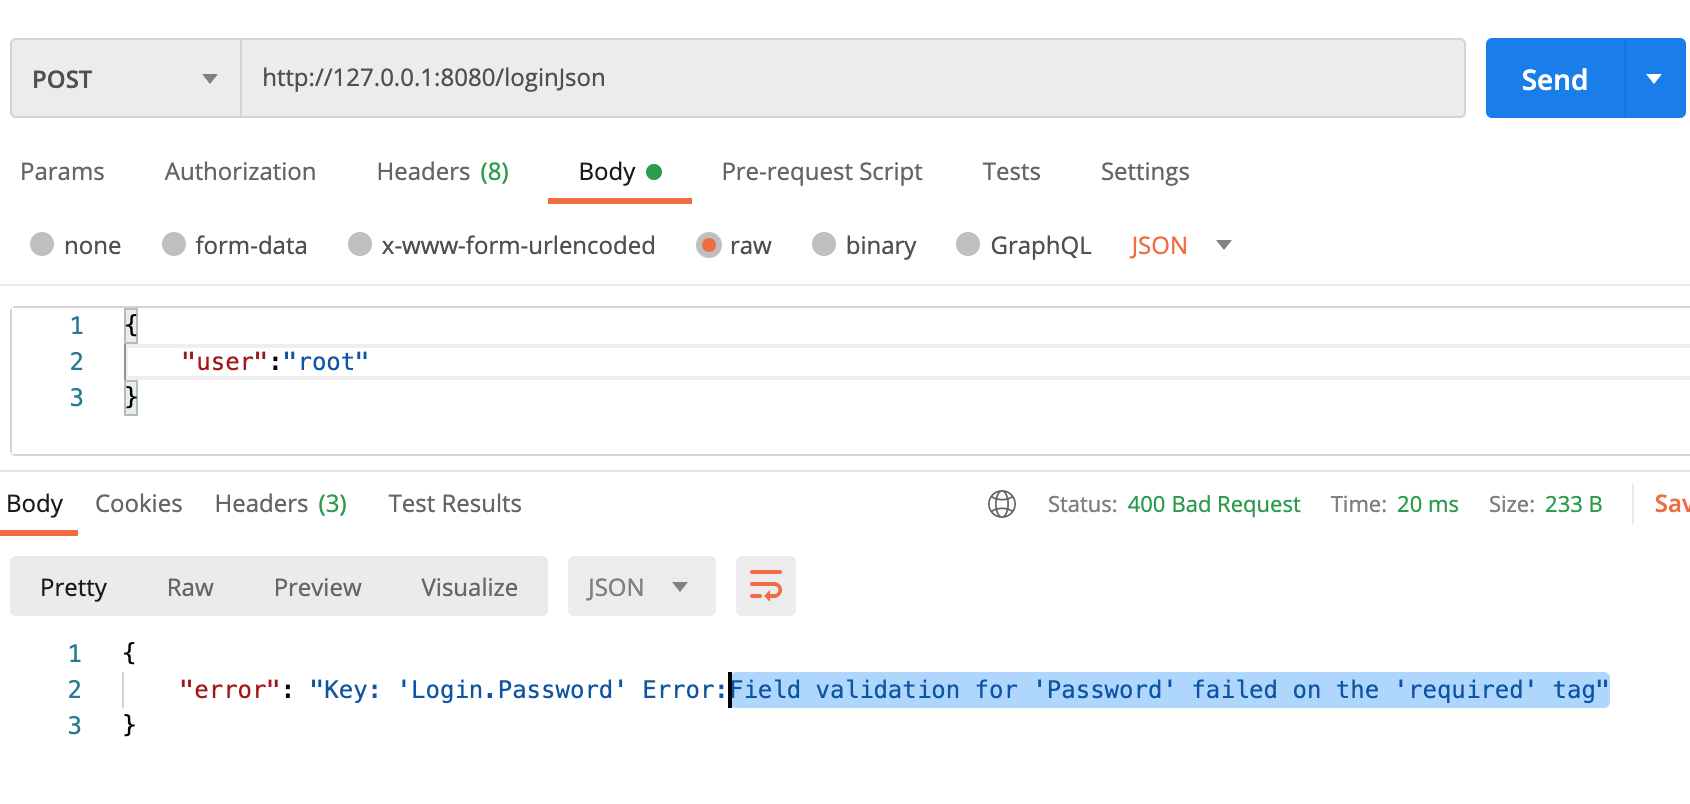 POST http://127.0.0.1:8080/loginJson Send
Params Authorization Headers (8) Body Pre-request Script Tests Settings
none form-data x-www-form-urlencoded raw binary GraphQL JSON
1 {
2 "user":"root"
3 }
Body Cookies Headers (3) Test Results Status: 400 Bad Request Time: 20 ms Size: 233 B Sav
Pretty Raw Preview Visualize JSON
1 {
2 "error": "Key: 'Login.Password' Error:Field validation for 'Password' failed on the 'required' tag"
3 }